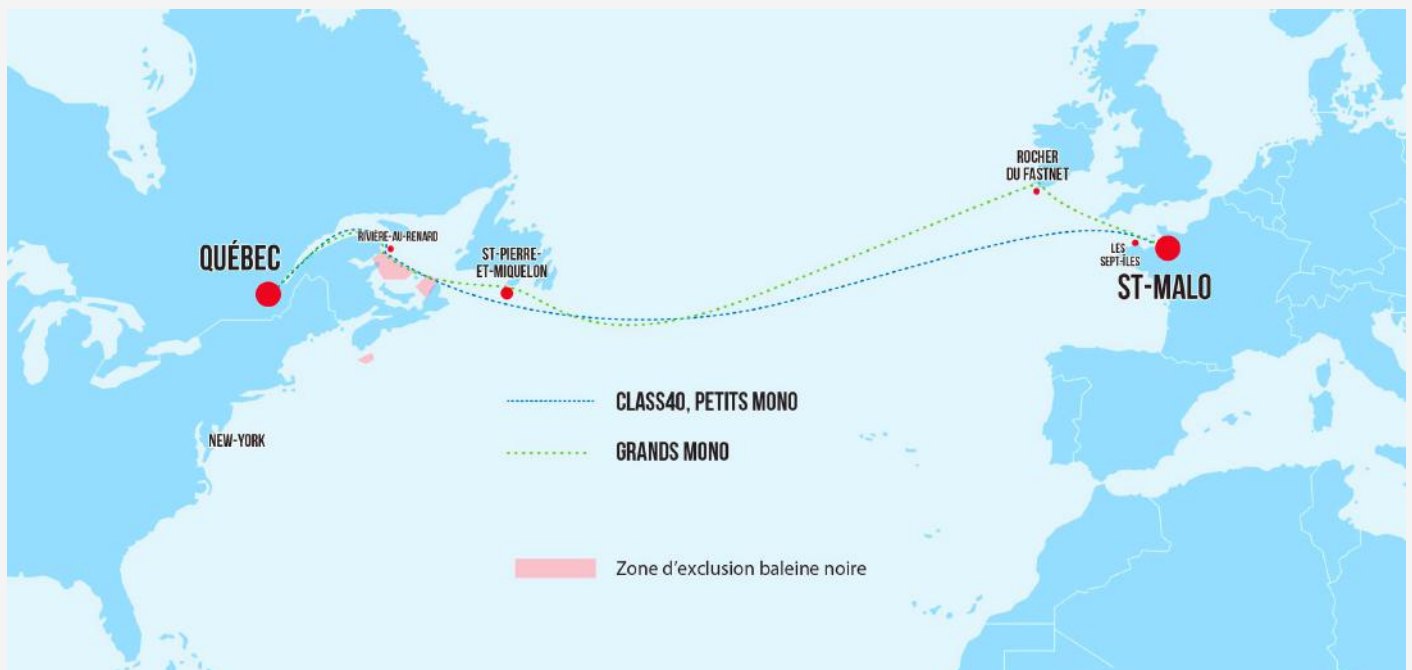 ROCHER
DU FASTNET
RIVIÈRE-AU-RENARD
QUÉBEC
ST-PIERRE-
ET-MIQUELON
LES
SEPT-ÎLES
ST-MALO
CLASS40, PETITS MONO
NEW-YORK
GRANDS MONO
Zone d'exclusion baleine noire